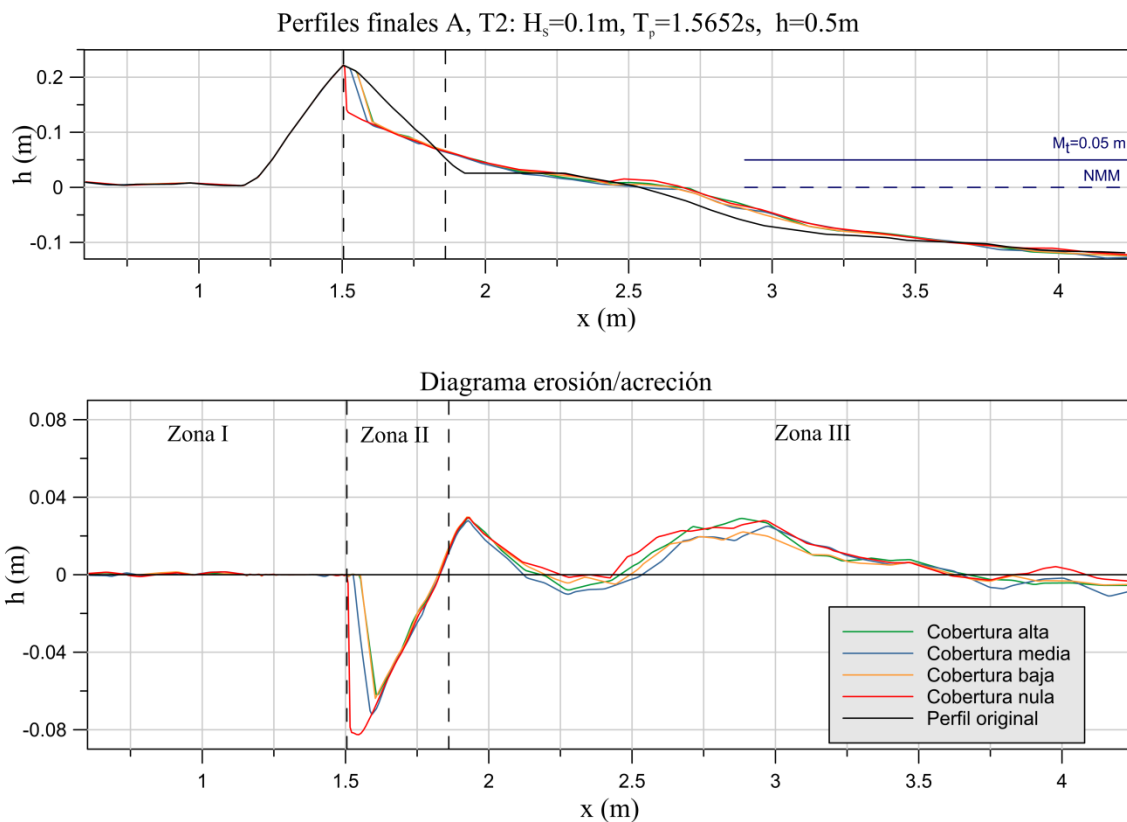 Perfiles finales A, T2: Hs=0.1m, Tp=1.5652s, h=0.5m
0.2
0.1
0
-0.1
h (m)
Mt=0.05 m
NMM
1
1.5
2
2.5
3
3.5
4
x (m)
Diagrama erosión/acreción
0.08
0.04
0
-0.04
-0.08
h (m)
Zona I
Zona II
Zona III
Cobertura alta
Cobertura media
Cobertura baja
Cobertura nula
Perfil original
1
1.5
2
2.5
3
3.5
4
x (m)